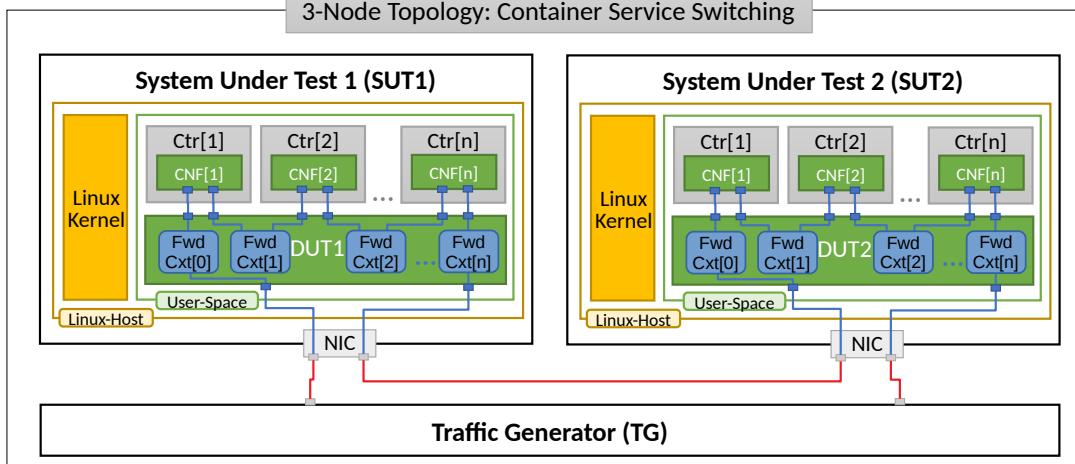 3-Node Topology: Container Service Switching
System Under Test 1 (SUT1)
Linux
Kernel
Ctr[1]
CNF[1]
Ctr[2]
CNF[2]
...
Ctr[n]
CNF[n]
DUT1
Fwd
Cxt[0]
Fwd
Cxt[1]
Fwd
Cxt[2]
...
Fwd
Cxt[n]
User-Space
Linux-Host
NIC
System Under Test 2 (SUT2)
Linux
Kernel
Ctr[1]
CNF[1]
Ctr[2]
CNF[2]
...
Ctr[n]
CNF[n]
DUT2
Fwd
Cxt[0]
Fwd
Cxt[1]
Fwd
Cxt[2]
...
Fwd
Cxt[n]
User-Space
Linux-Host
NIC
Traffic Generator (TG)